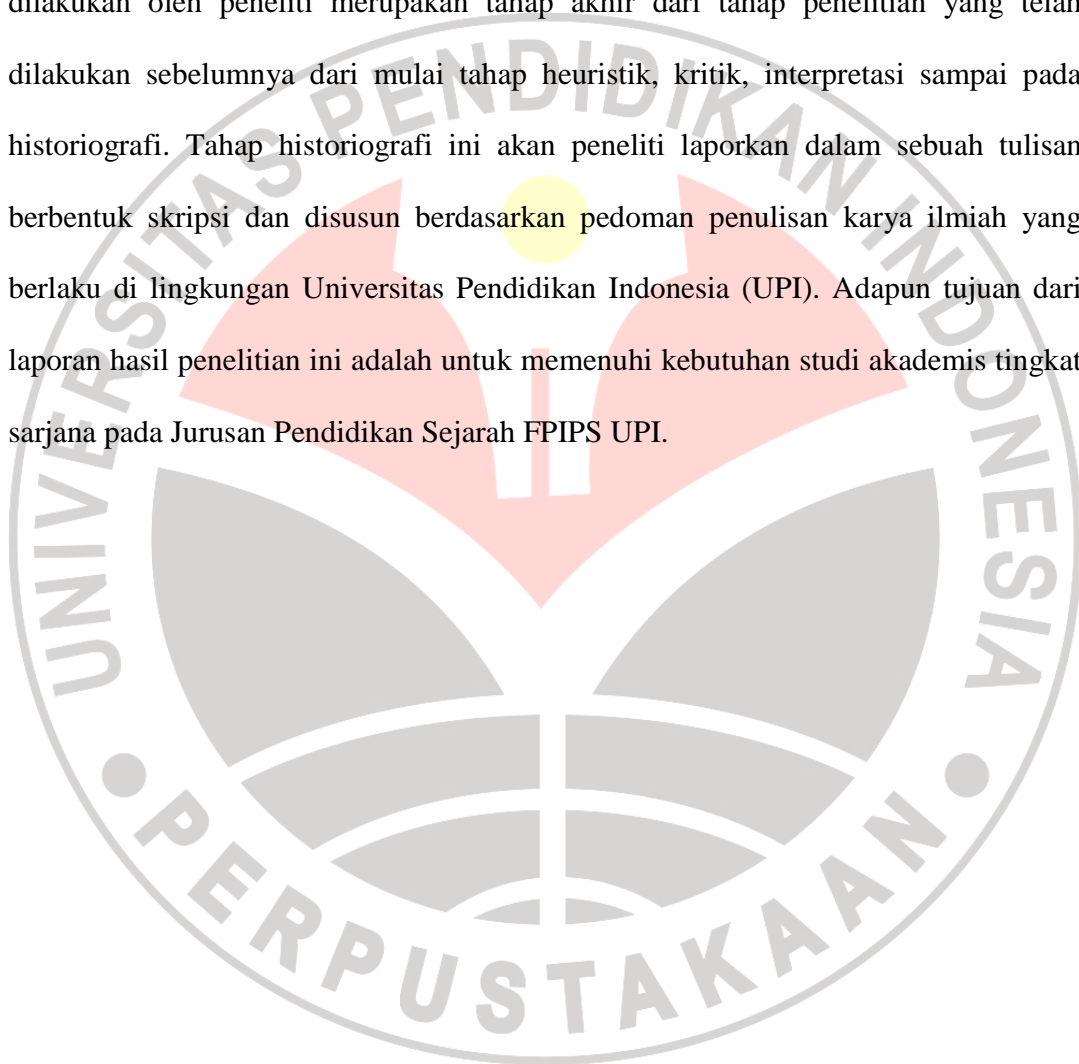 dilakukan oleh peneliti merupakan tahap akhir dari tahap penelitian yang telah
dilakukan sebelumnya dari mulai tahap heuristik, kritik, interpretasi sampai pada
historiografi. Tahap historiografi ini akan peneliti laporkan dalam sebuah tulisan
berbentuk skripsi dan disusun berdasarkan pedoman penulisan karya ilmiah yang
berlaku di lingkungan Universitas Pendidikan Indonesia (UPI). Adapun tujuan dari
laporan hasil penelitian ini adalah untuk memenuhi kebutuhan studi akademis tingkat
sarjana pada Jurusan Pendidikan Sejarah FPIPS UPI.
UNIVERSITAS PENDIDIKAN INDONESIA
PERPUSTAKAAN